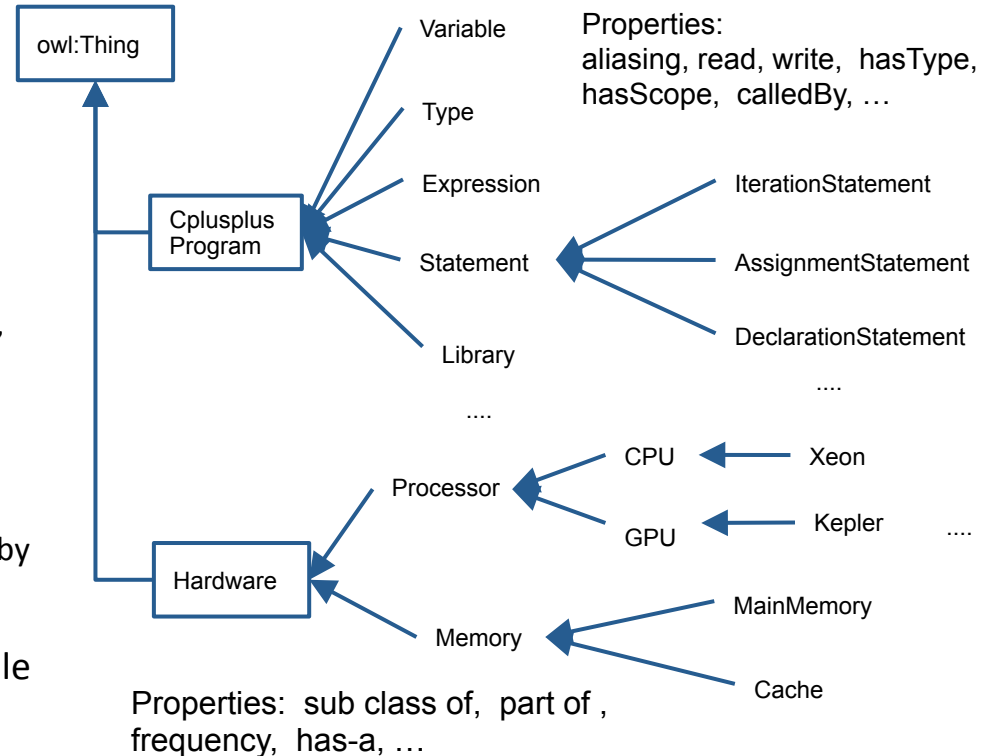 owl:Thing
Variable
Properties:
aliasing, read, write, hasType,
hasScope, calledBy, …
Type
Expression
IterationStatement
Cplusplus
Program
Statement
AssignmentStatement
DeclarationStatement
,
Library
....
....
CPU
Xeon
Processor
GPU
Kepler
....
by
Hardware
MainMemory
Memory
le
Cache
Properties: sub class of, part of ,
frequency, has-a, …